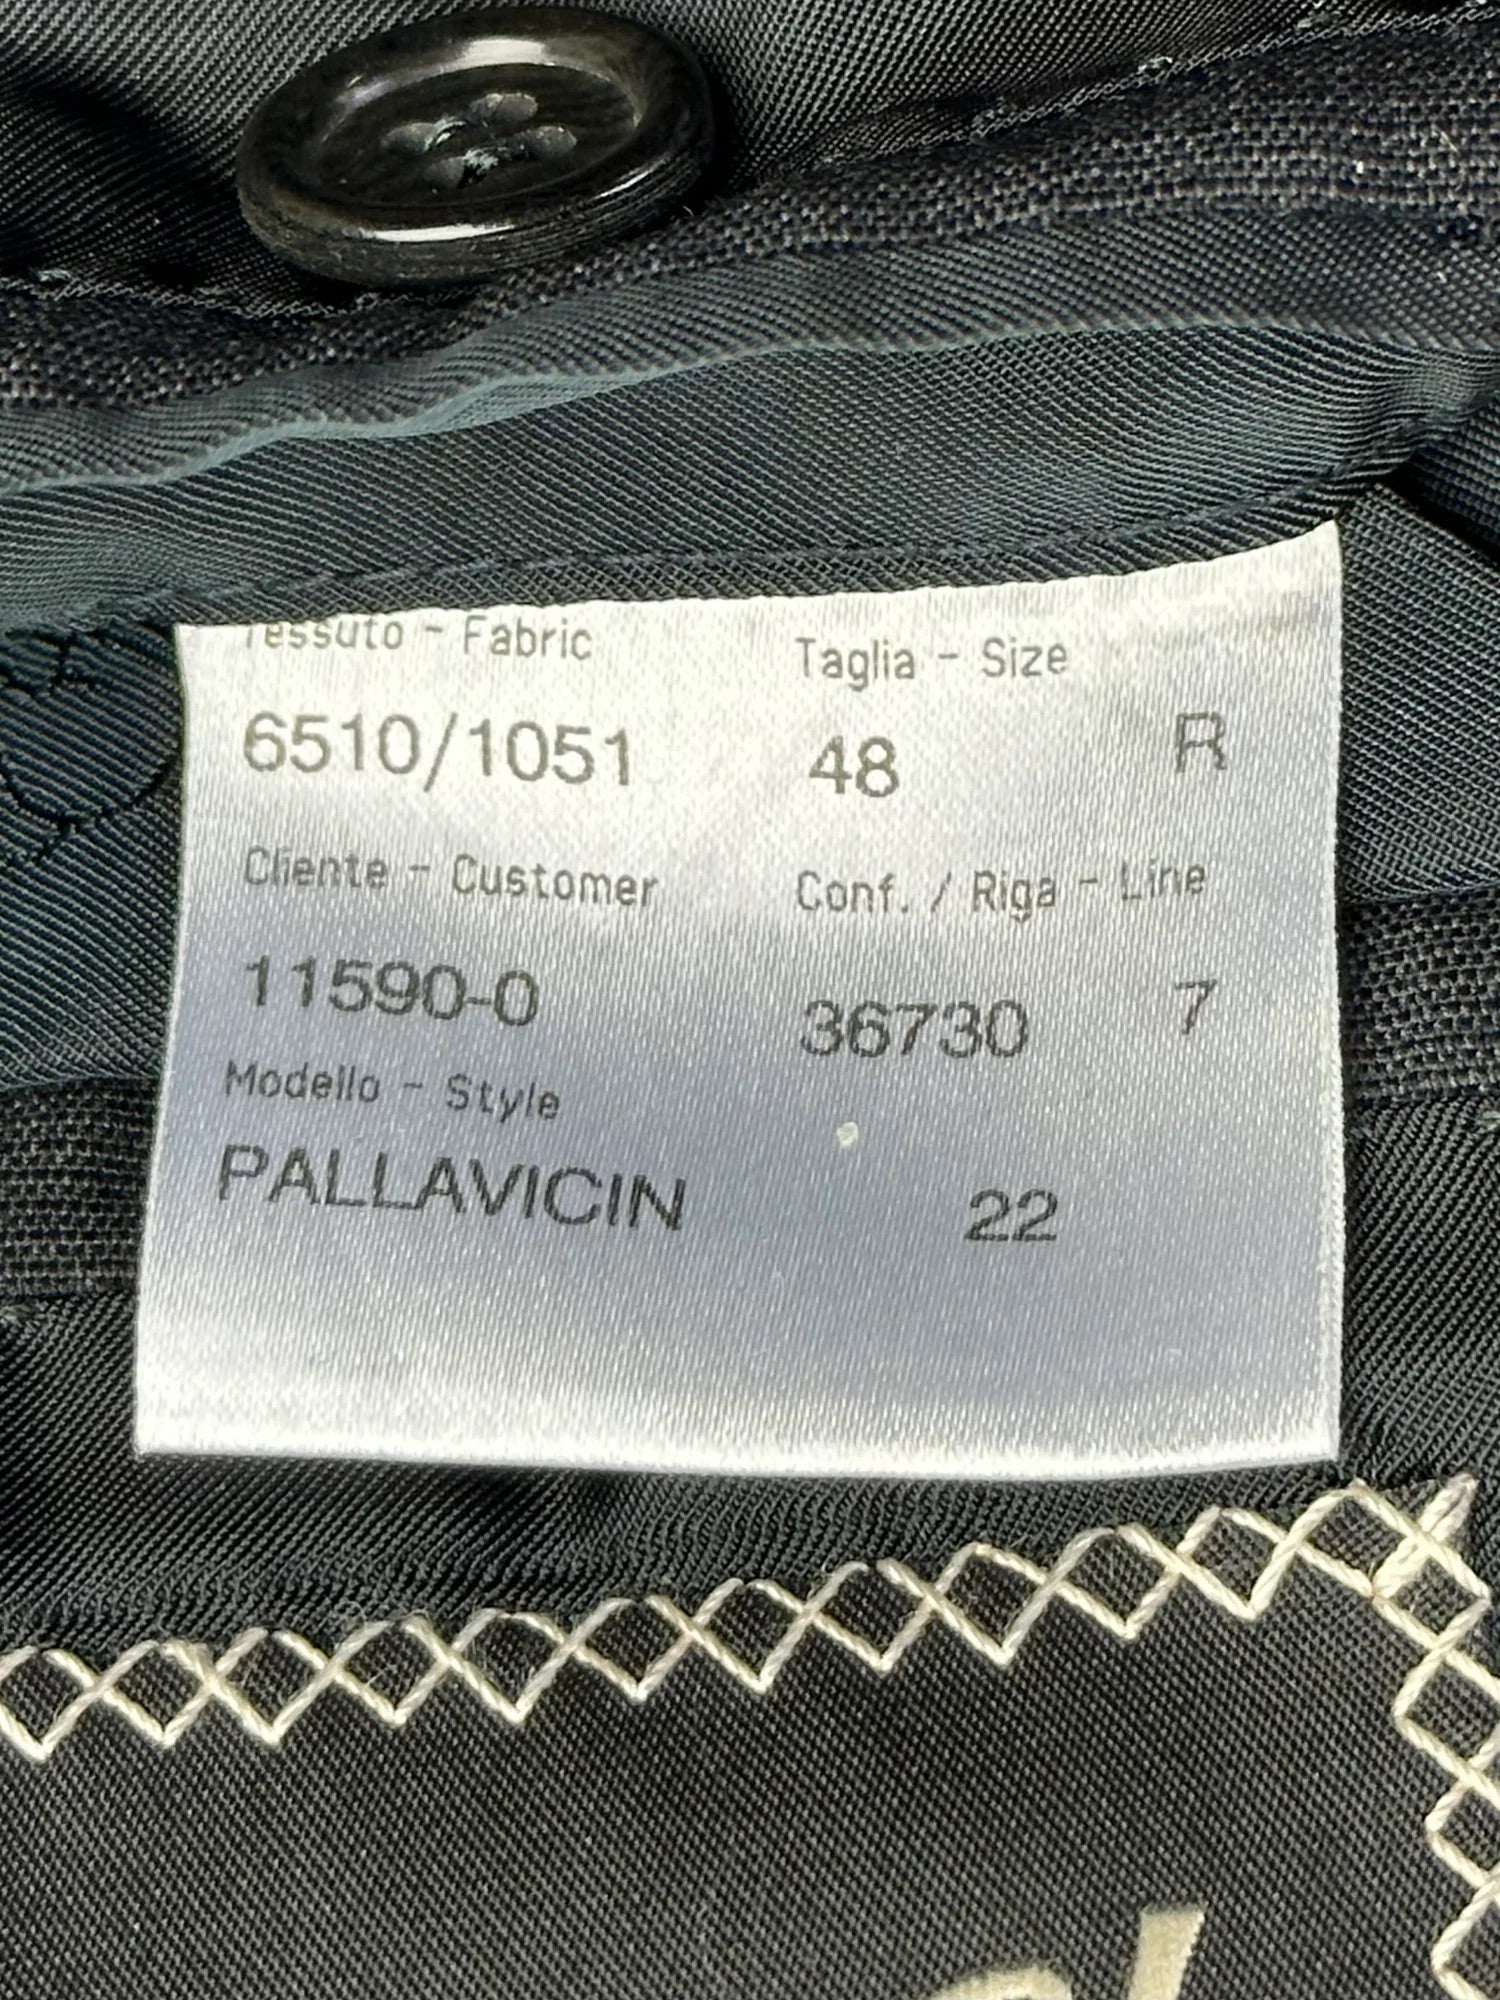 Tessuto - Fabric Taglia - Size
6510/1051 48 R
Cliente - Customer Conf. / Riga - Line
11590-0 36730 7
Modello - Style
PALLAVICIN 22